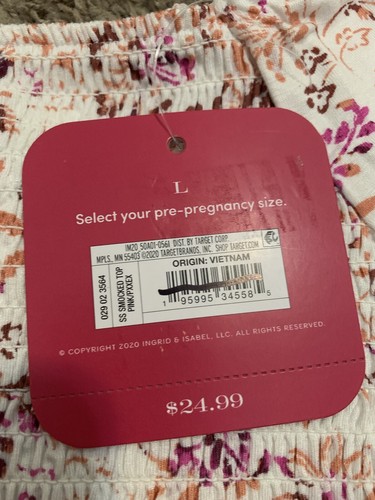 L
Select your pre-pregnancy size.
IM20 50A01-0561 DIST. BY TARGET CORP.
MPLS, MN 55403 ©2020 TARGETBRANDS, INC. SHOP TARGET.COM
ORIGIN: VIETNAM
029 02 3564
SS SMOCKED TOP
PINK/PXXEX
1 95995 34558 5
© COPYRIGHT 2020 INGRID & ISABEL, LLC. ALL RIGHTS RESERVED.
$24.99